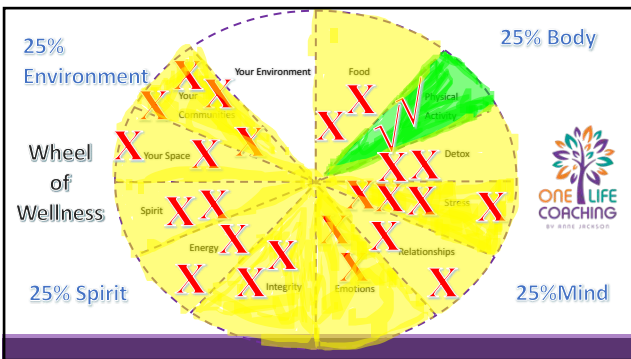 25%
Environment
25% Body
Your Environment
Food
Your
Communities
Physical
Activity
Wheel
of
Wellness
Your Space
Detox
Spirit
Stress
ONE LIFE
COACHING
BY ANNE JACKSON
Energy
Relationships
Integrity
Emotions
25% Spirit
25%Mind